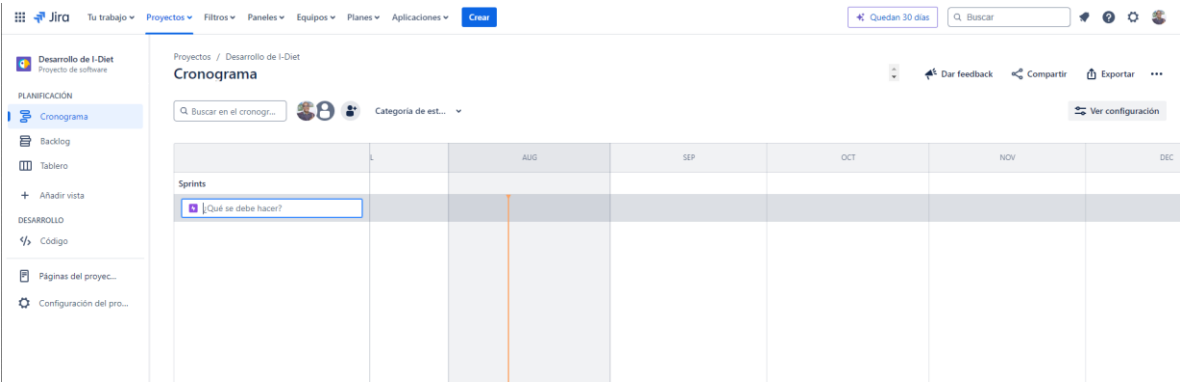 Jira Tu trabajo Proyectos Filtros Paneles Equipos Planes Aplicaciones Crear Quedan 30 días Buscar
Desarrollo de I-Diet
Proyecto de software
PLANIFICACIÓN
Cronograma
Backlog
Tablero
Añadir vista
DESARROLLO
Código
Páginas del proyec...
Configuración del pro...
Proyectos / Desarrollo de I-Diet
Cronograma
Dar feedback Compartir Exportar
Buscar en el cronogr... Categoría de est... Ver configuración
L AUG SEP OCT NOV DEC
Sprints
¿Qué se debe hacer?